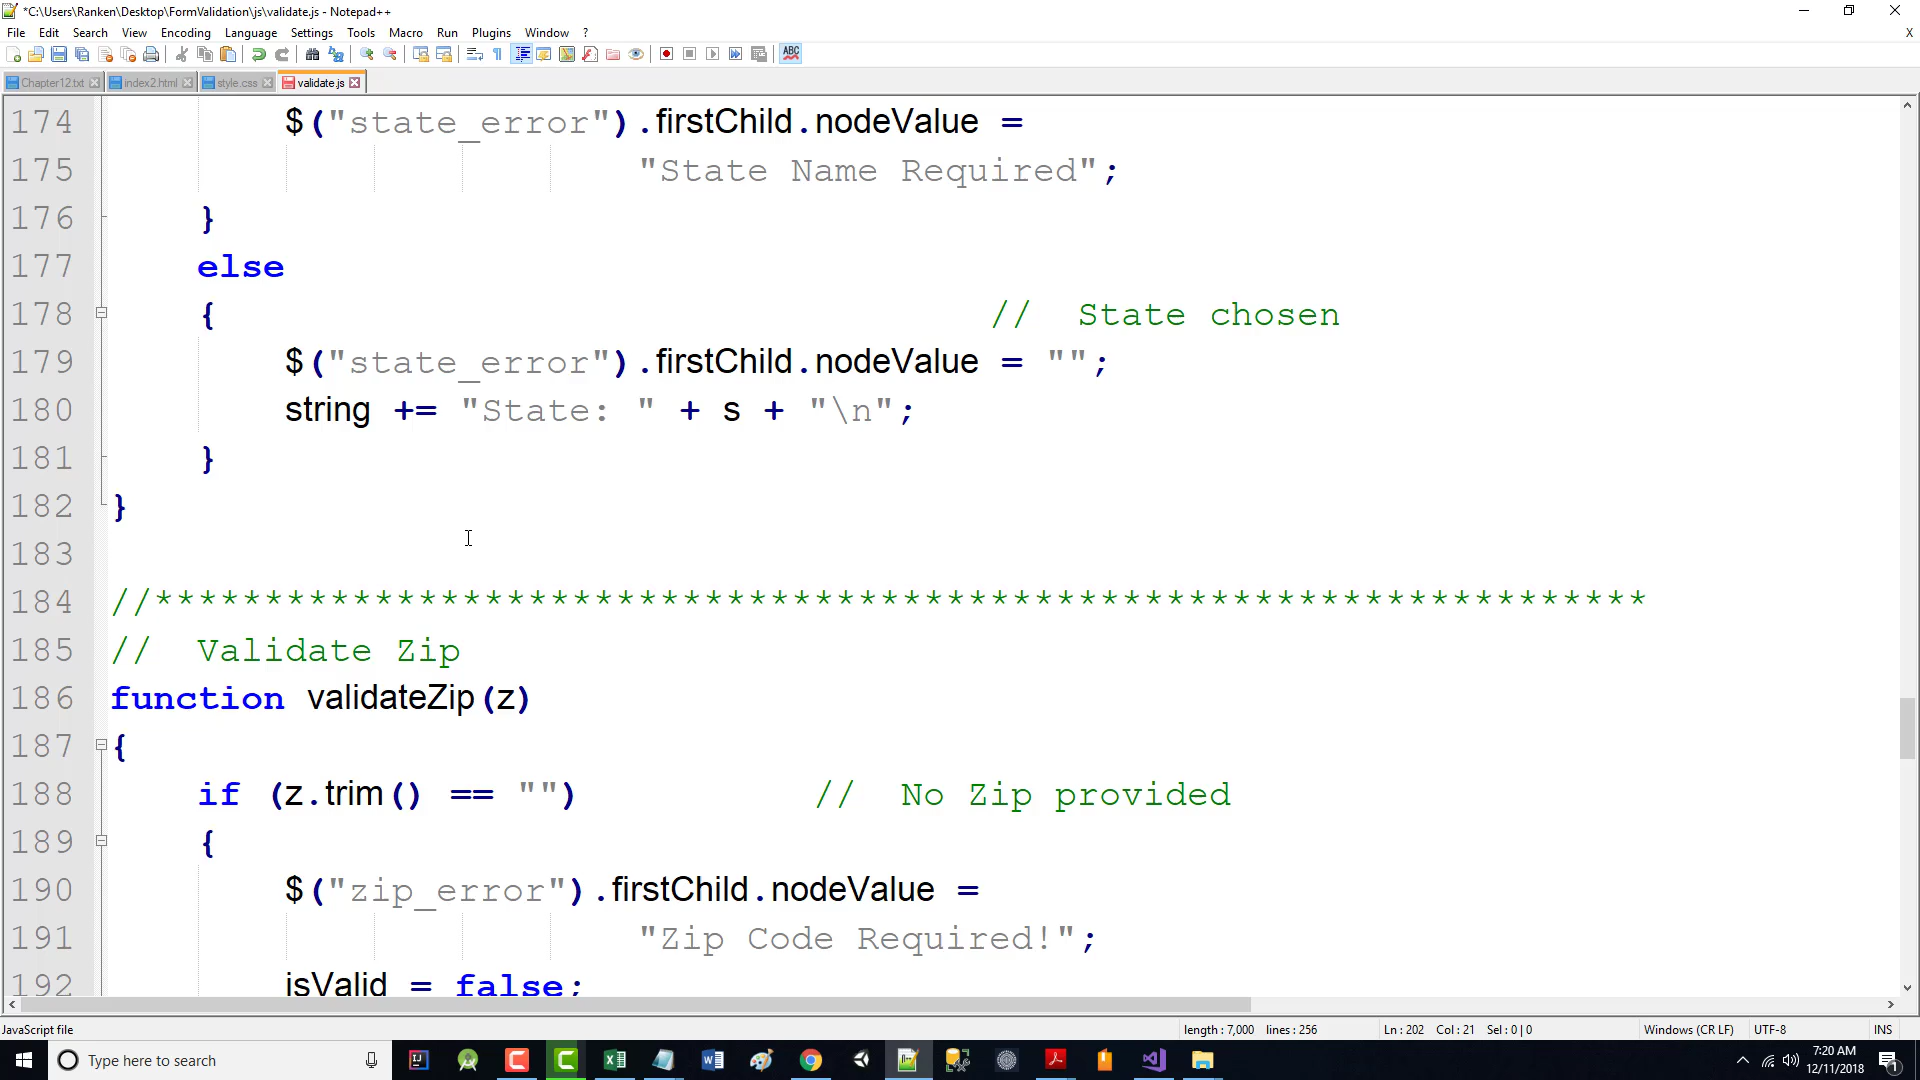 *C:\Users\Ranken\Desktop\FormValidation\js\validate.js - Notepad++
File Edit Search View Encoding Language Settings Tools Macro Run Plugins Window ? X
Chapter12.txt index2.html style.css validate.js
174 $("state_error").firstChild.nodeValue =
175 "State Name Required";
176 }
177 else
178 { // State chosen
179 $("state_error").firstChild.nodeValue = "";
180 string += "State: " + s + "\n";
181 }
182 }
183
184 //********************************************************************
185 // Validate Zip
186 function validateZip(z)
187 {
188 if (z.trim() == "") // No Zip provided
189 {
190 $("zip_error").firstChild.nodeValue =
191 "Zip Code Required!";
192 isValid = false;
JavaScript file length : 7,000 lines : 256 Ln : 202 Col : 21 Sel : 0 | 0 Windows (CR LF) UTF-8 INS
Type here to search
7:20 AM
12/11/2018